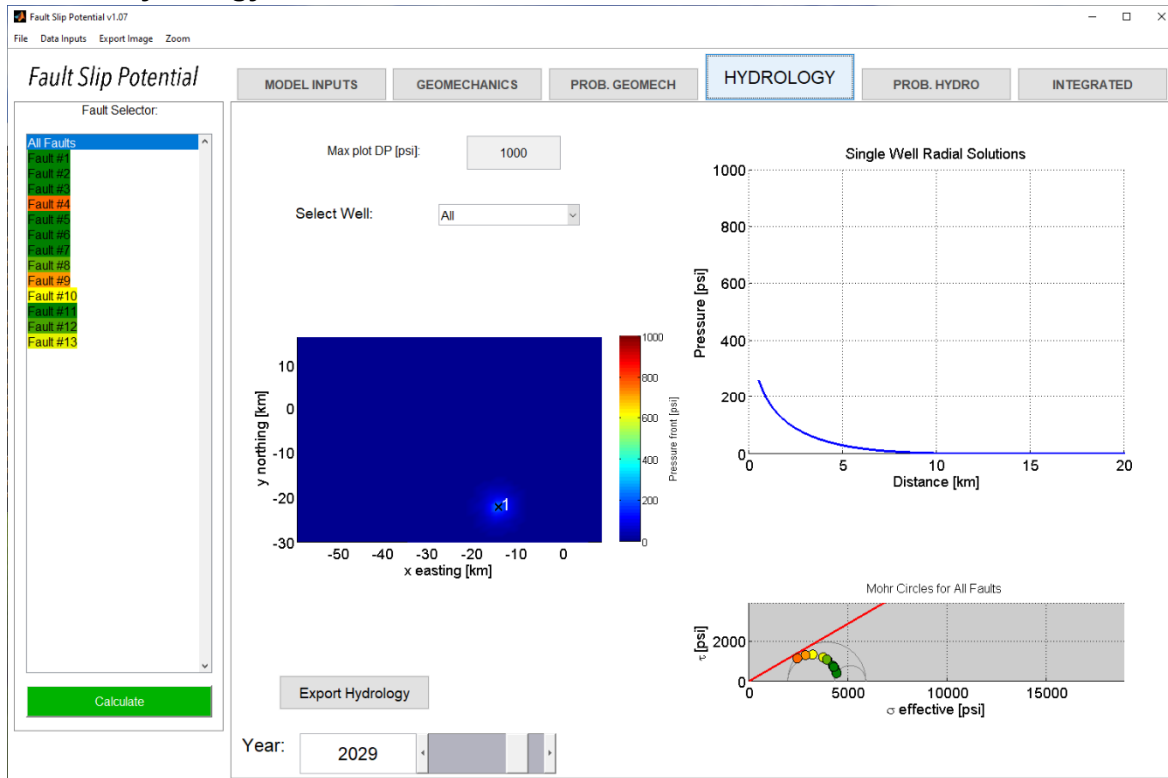 Fault Slip Potential v1.07
File Data Inputs Export Image Zoom
Fault Slip Potential
MODEL INPUTS GEOMECHANICS PROB. GEOMECH HYDROLOGY PROB. HYDRO INTEGRATED
Fault Selector:
All Faults
Fault #1
Fault #2
Fault #3
Fault #4
Fault #5
Fault #6
Fault #7
Fault #8
Fault #9
Fault #10
Fault #11
Fault #12
Fault #13
Calculate
Max plot DP [psi]: 1000
Select Well: All
10
0
-10
-20
-30
y northing [km]
1
-50 -40 -30 -20 -10 0
x easting [km]
1000
800
600
400
200
0
Pressure front [psi]
Export Hydrology
Year: 2029
Single Well Radial Solutions
1000
800
600
400
200
0
Pressure [psi]
0 5 10 15 20
Distance [km]
Mohr Circles for All Faults
2000
0
τ [psi]
0 5000 10000 15000
σ effective [psi]